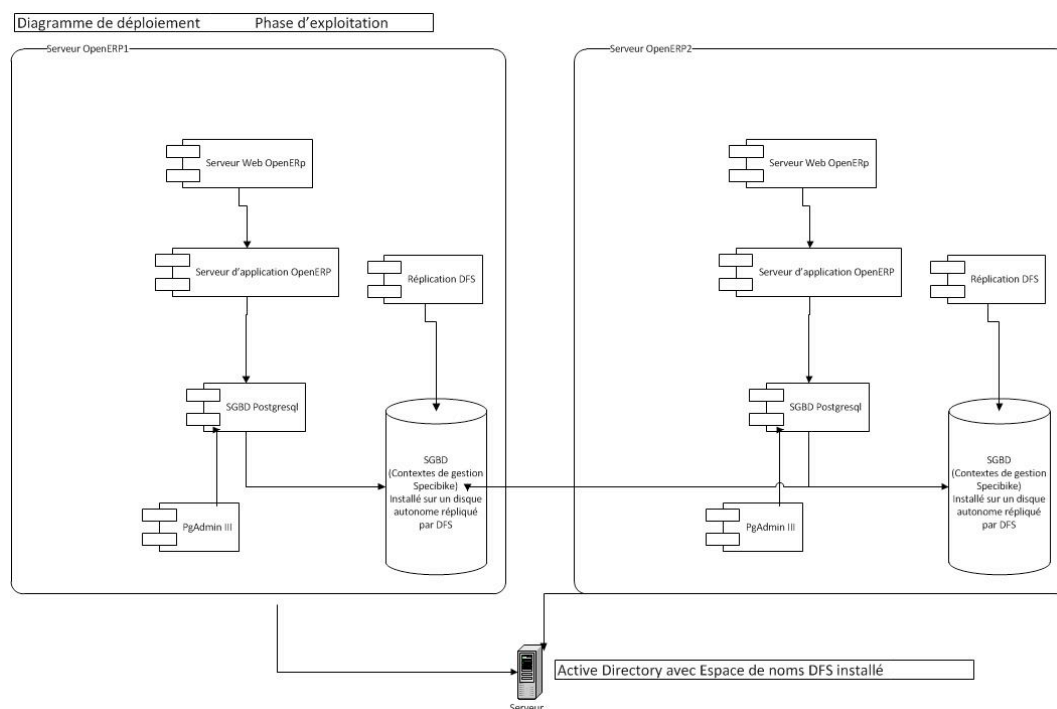 Diagramme de déploiement Phase d'exploitation
Serveur OpenERP1
Serveur OpenERP2
Serveur Web OpenERp
Serveur d'application OpenERP
Réplication DFS
SGBD Postgresql
SGBD
(Contextes de gestion
Specibike)
Installé sur un disque
autonome répliqué
par DFS
PgAdmin III
Serveur Web OpenERp
Serveur d'application OpenERP
Réplication DFS
SGBD Postgresql
SGBD
(Contextes de gestion
Specibike)
Installé sur un disque
autonome répliqué
par DFS
PgAdmin III
Active Directory avec Espace de noms DFS installé
Serveur